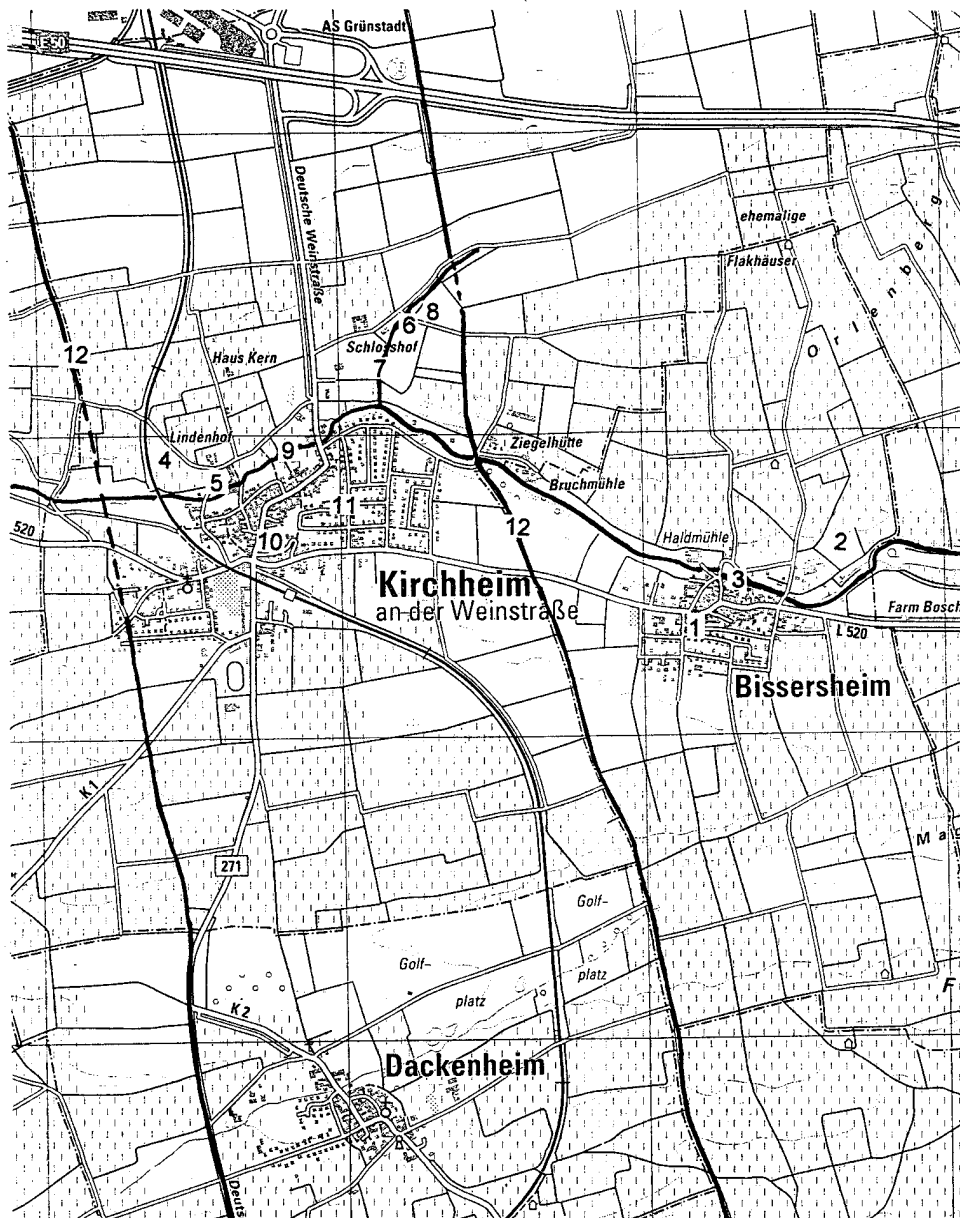 AS Grünstadt
E50
Deutsche Weinstraße
ehemalige
Flakhäuser
Orlenberg
12
6
8
Schlosshof
7
Haus Kern
Lindenhof
4
9
5
Ziegelhütte
Bruchmühle
11
520
10
12
Haldmühle
2
3
Kirchheim
an der Weinstraße
1
Farm Bosch
L 520
Bissersheim
K1
271
Golf-
platz
Golf-
platz
K2
F
Dackenheim